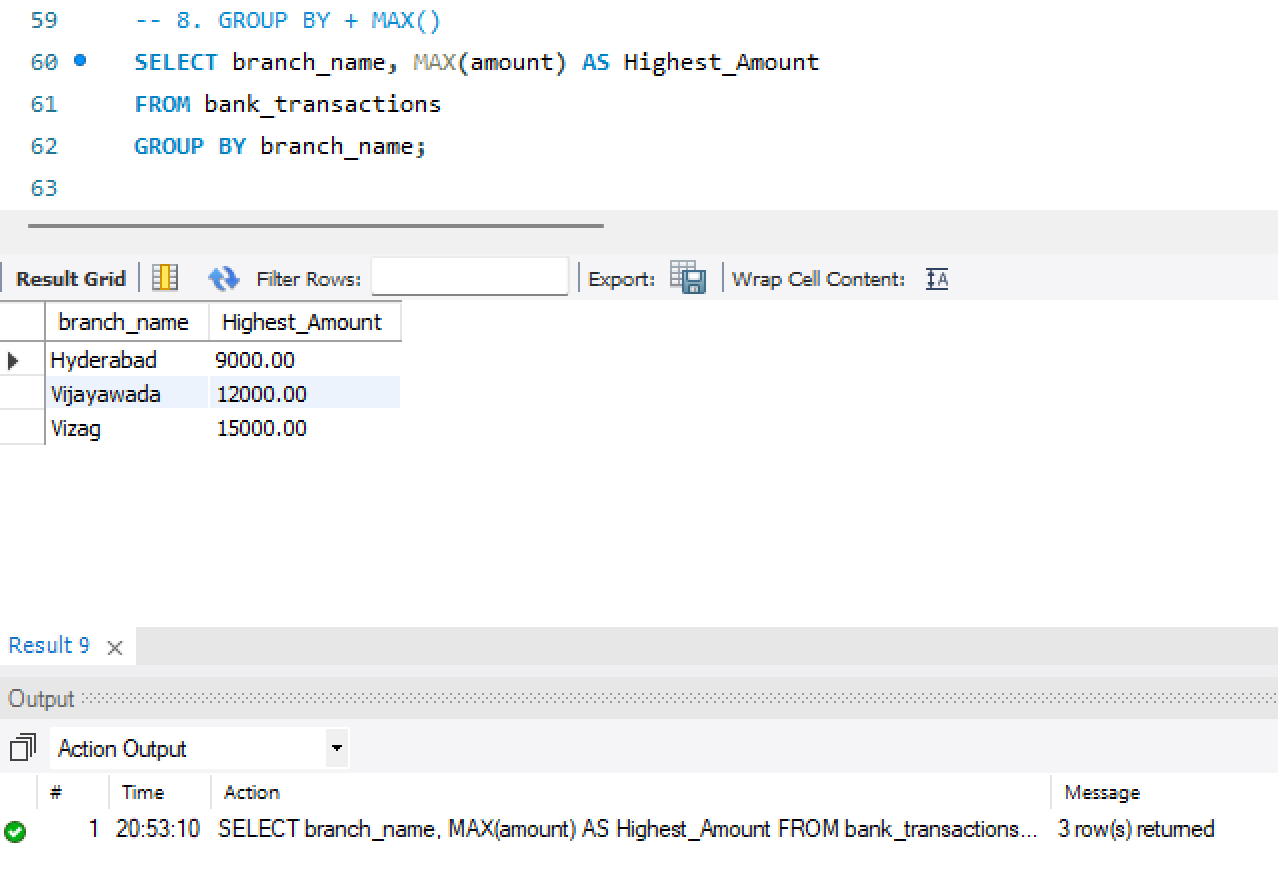 59 -- 8. GROUP BY + MAX()
60 SELECT branch_name, MAX(amount) AS Highest_Amount
61 FROM bank_transactions
62 GROUP BY branch_name;
63
Result Grid Filter Rows: Export: Wrap Cell Content:
branch_name Highest_Amount
Hyderabad 9000.00
Vijayawada 12000.00
Vizag 15000.00
Result 9
Output
Action Output
# Time Action Message
1 20:53:10 SELECT branch_name, MAX(amount) AS Highest_Amount FROM bank_transactions... 3 row(s) returned